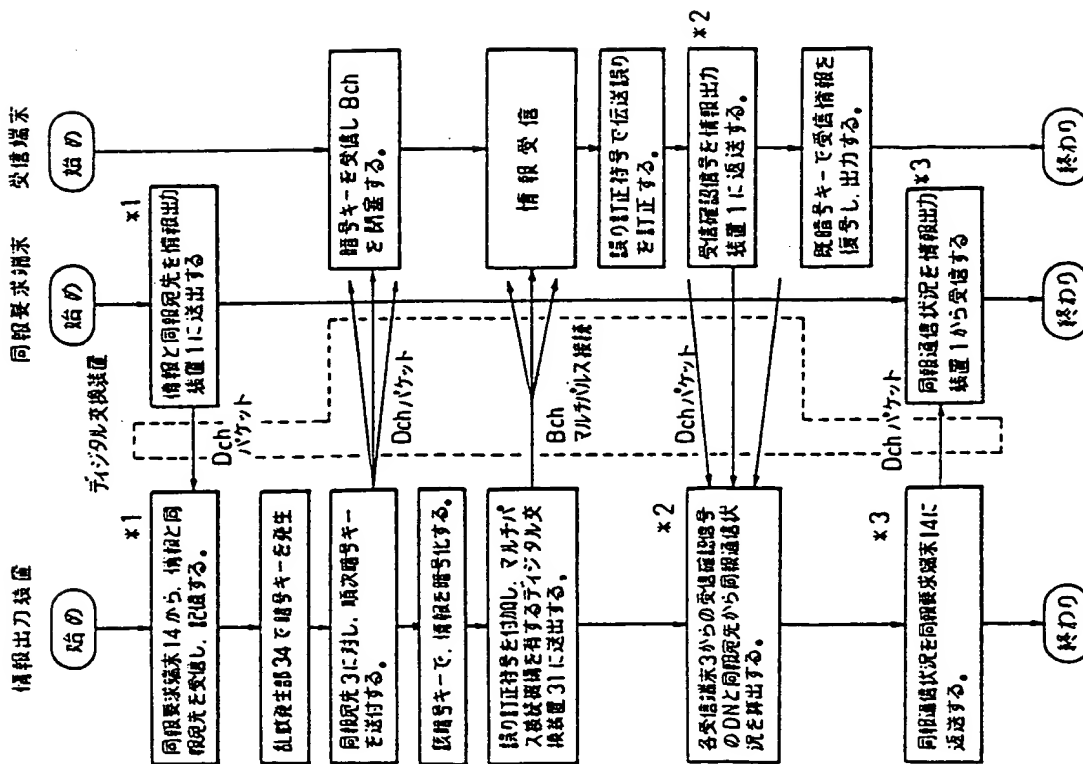 情報出力装置
始め
*1
同報要求端末14から、情報と同
報宛先を受信し、記憶する。
乱数発生部34で暗号キーを発生
同報宛先3に対し、順次暗号キー
を送付する。
該暗号キーで、情報を暗号化する。
誤り訂正符号を付加し、マルチパ
ス接続機構を有するディジタル交
換装置31に送出する。
*2
各受信端末3からの受信確認信号
のDNと同報宛先から同報通信状
況を算出する。
*3
同報通信状況を同報要求端末14に
返送する。
終わり
ディジタル交換装置
Dch
パケット
Dchパケット
Bch
マルチパルス接続
Dchパケット
Dchパケット
同報要求端末
始め
*1
情報と同報宛先を情報出力
装置1に送出する
同報通信状況を情報出力
装置1から受信する
*3
終わり
受信端末
始め
暗号キーを受信しBch
を閉塞する。
情報受信
誤り訂正符号で伝送誤り
を訂正する。
*2
受信確認信号を情報出力
装置1に返送する。
既暗号キーで受信情報を
復号し、出力する。
終わり